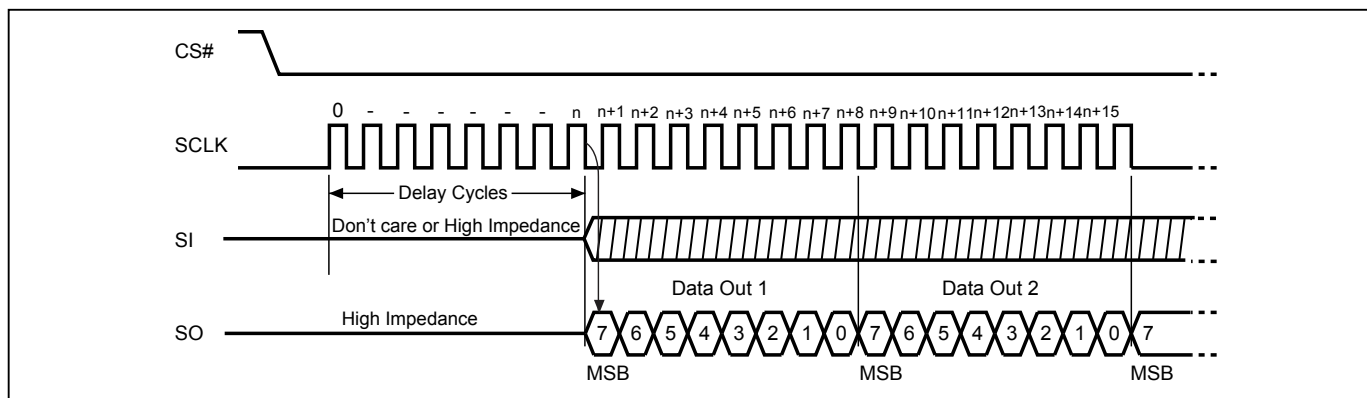 CS#
0 - - - - - - n n+1 n+2 n+3 n+4 n+5 n+6 n+7 n+8 n+9 n+10 n+11 n+12 n+13 n+14 n+15
SCLK
Delay Cycles
Don't care or High Impedance
SI
Data Out 1 Data Out 2
High Impedance
SO 7 6 5 4 3 2 1 0 7 6 5 4 3 2 1 0 7
MSB MSB MSB